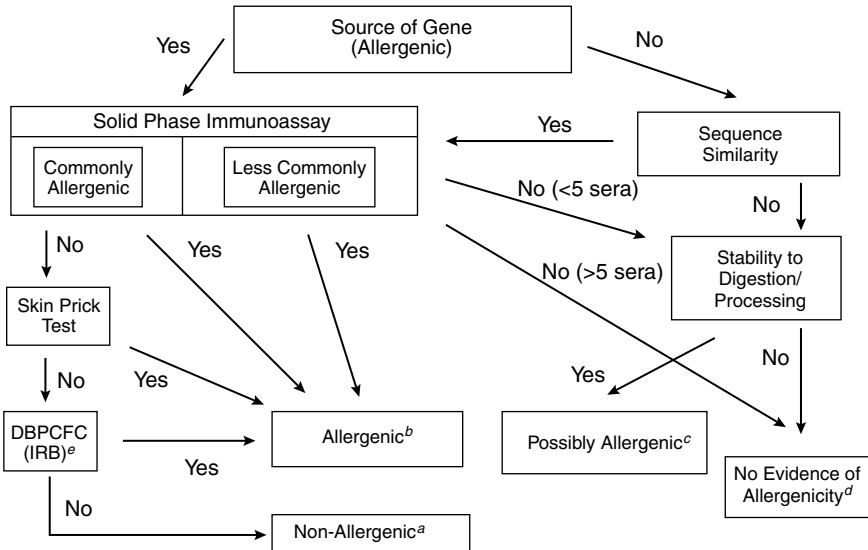 Source of Gene
(Allergenic)
Yes
No
Solid Phase Immunoassay
Commonly
Allergenic
Less Commonly
Allergenic
Yes
Sequence
Similarity
No (<5 sera)
No
No
Yes
Yes
No (>5 sera)
Stability to
Digestion/
Processing
Skin Prick
Test
No
Yes
Yes
No
DBPCFC
(IRB)e
Yes
Allergenicb
Possibly Allergenicc
No Evidence of
Allergenicityd
No
Non-Allergenica